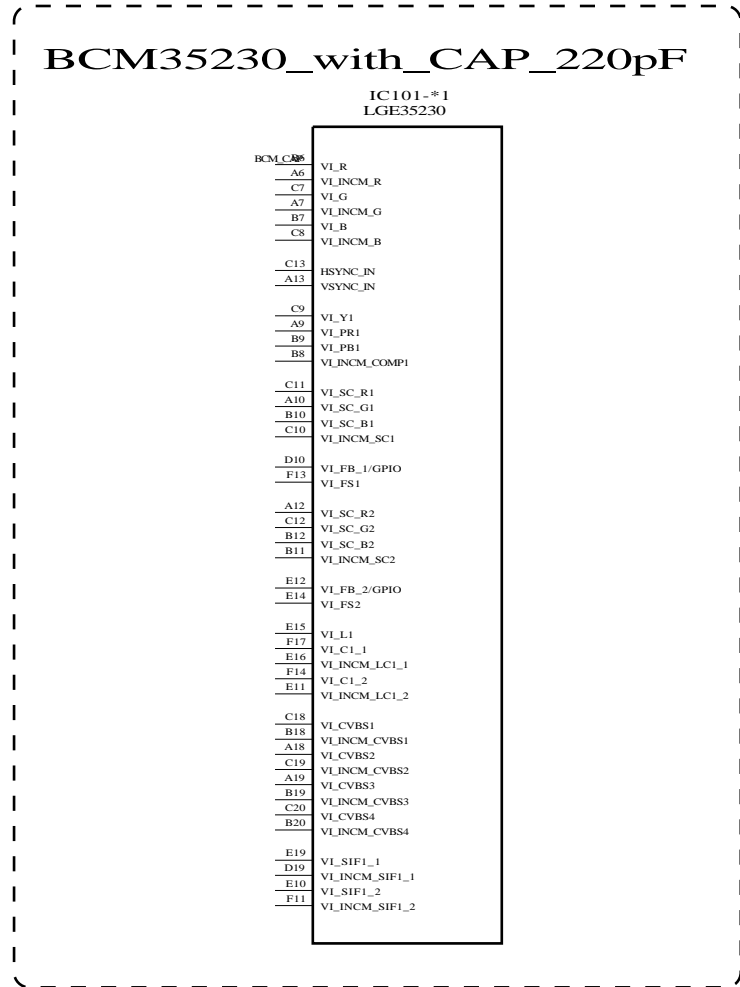 BCM35230_with_CAP_220pF
IC101-*1
LGE35230
BCM_CAP
VI_R
A6
VI_INCM_R
C7
VI_G
A7
VI_INCM_G
B7
VI_B
C8
VI_INCM_B
C13
HSYNC_IN
A13
VSYNC_IN
C9
VI_Y1
A9
VI_PR1
B9
VI_PB1
B8
VI_INCM_COMP1
C11
VI_SC_R1
A10
VI_SC_G1
B10
VI_SC_B1
C10
VI_INCM_SC1
D10
VI_FB_1/GPIO
F13
VI_FS1
A12
VI_SC_R2
C12
VI_SC_G2
B12
VI_SC_B2
B11
VI_INCM_SC2
E12
VI_FB_2/GPIO
E14
VI_FS2
E15
VI_L1
F17
VI_C1_1
E16
VI_INCM_LC1_1
F14
VI_C1_2
E11
VI_INCM_LC1_2
C18
VI_CVBS1
B18
VI_INCM_CVBS1
A18
VI_CVBS2
C19
VI_INCM_CVBS2
A19
VI_CVBS3
B19
VI_INCM_CVBS3
C20
VI_CVBS4
B20
VI_INCM_CVBS4
E19
VI_SIF1_1
D19
VI_INCM_SIF1_1
E10
VI_SIF1_2
F11
VI_INCM_SIF1_2